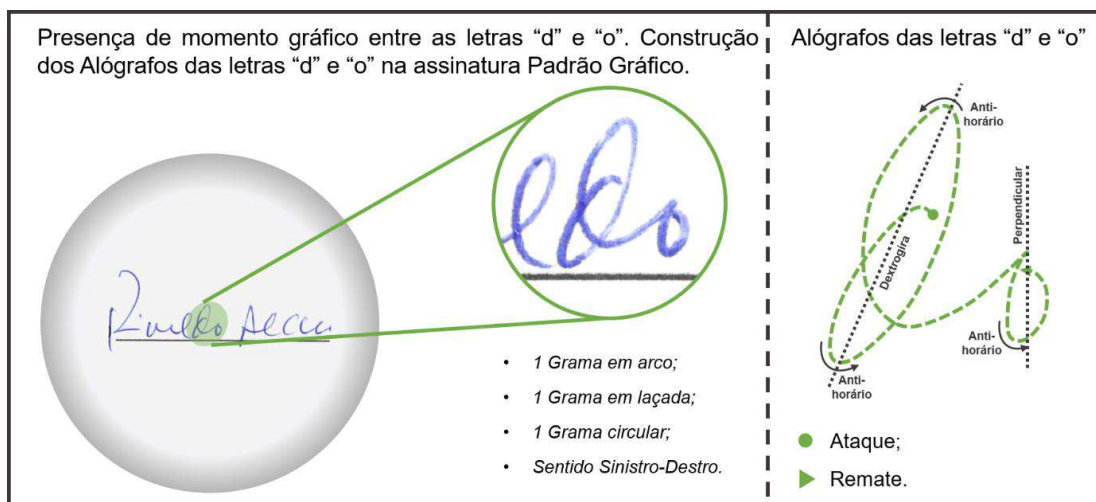 Presença de momento gráfico entre as letras “d” e “o”. Construção
dos Alógrafos das letras “d” e “o” na assinatura Padrão Gráfico.
do
• 1 Grama em arco;
• 1 Grama em laçada;
• 1 Grama circular;
• Sentido Sinistro-Destro.
Alógrafos das letras “d” e “o”
Anti-
horário
Perpendicular
Dextrogira
Anti-
horário
Anti-
horário
Ataque;
Remate.